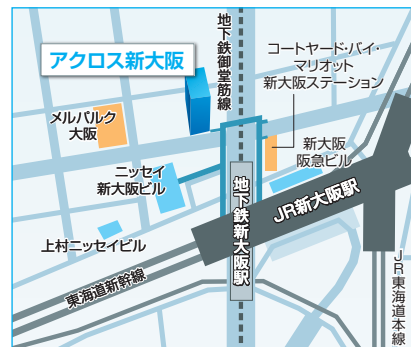 アクロス新大阪
地下鉄御堂筋線
コートヤード・バイ・
マリオット
新大阪ステーション
メルパルク
大阪
新大阪
阪急ビル
ニッセイ
新大阪ビル
地下鉄新大阪駅
JR新大阪駅
上村ニッセイビル
東海道新幹線
JR東海道本線